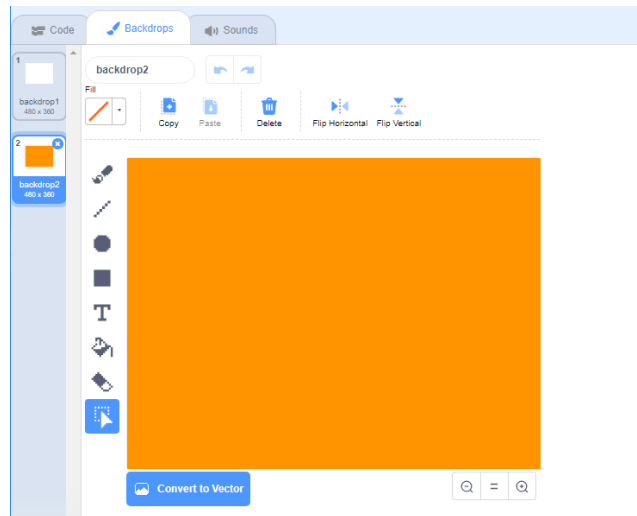 Code
Backdrops
Sounds
1
backdrop1
480 x 360
2
backdrop2
480 x 360
backdrop2
Fill
Copy
Paste
Delete
Flip Horizontal
Flip Vertical
T
Convert to Vector
=